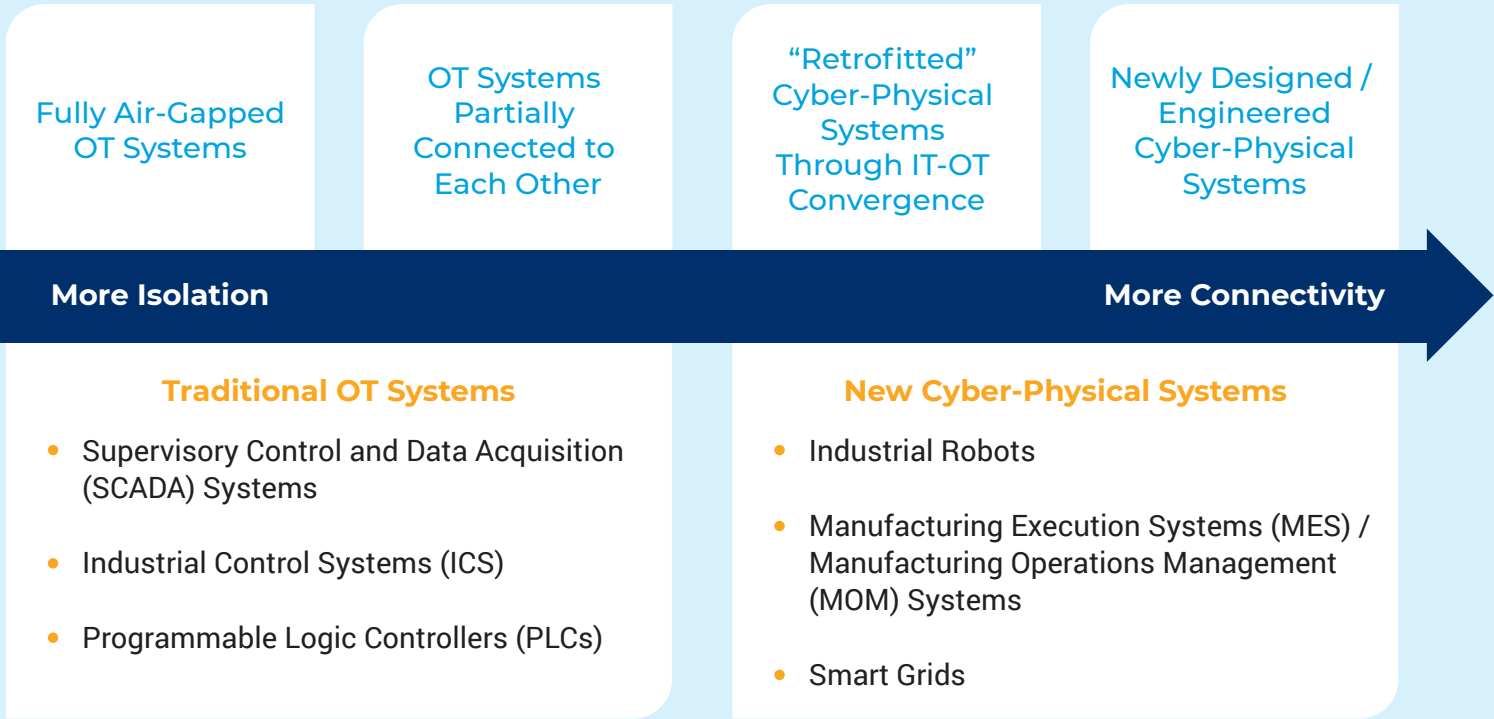 Fully Air-Gapped
OT Systems
OT Systems
Partially
Connected to
Each Other
“Retrofitted”
Cyber-Physical
Systems
Through IT-OT
Convergence
Newly Designed /
Engineered
Cyber-Physical
Systems
More Isolation
More Connectivity
Traditional OT Systems
• Supervisory Control and Data Acquisition
(SCADA) Systems
• Industrial Control Systems (ICS)
• Programmable Logic Controllers (PLCs)
New Cyber-Physical Systems
• Industrial Robots
• Manufacturing Execution Systems (MES) /
Manufacturing Operations Management
(MOM) Systems
• Smart Grids